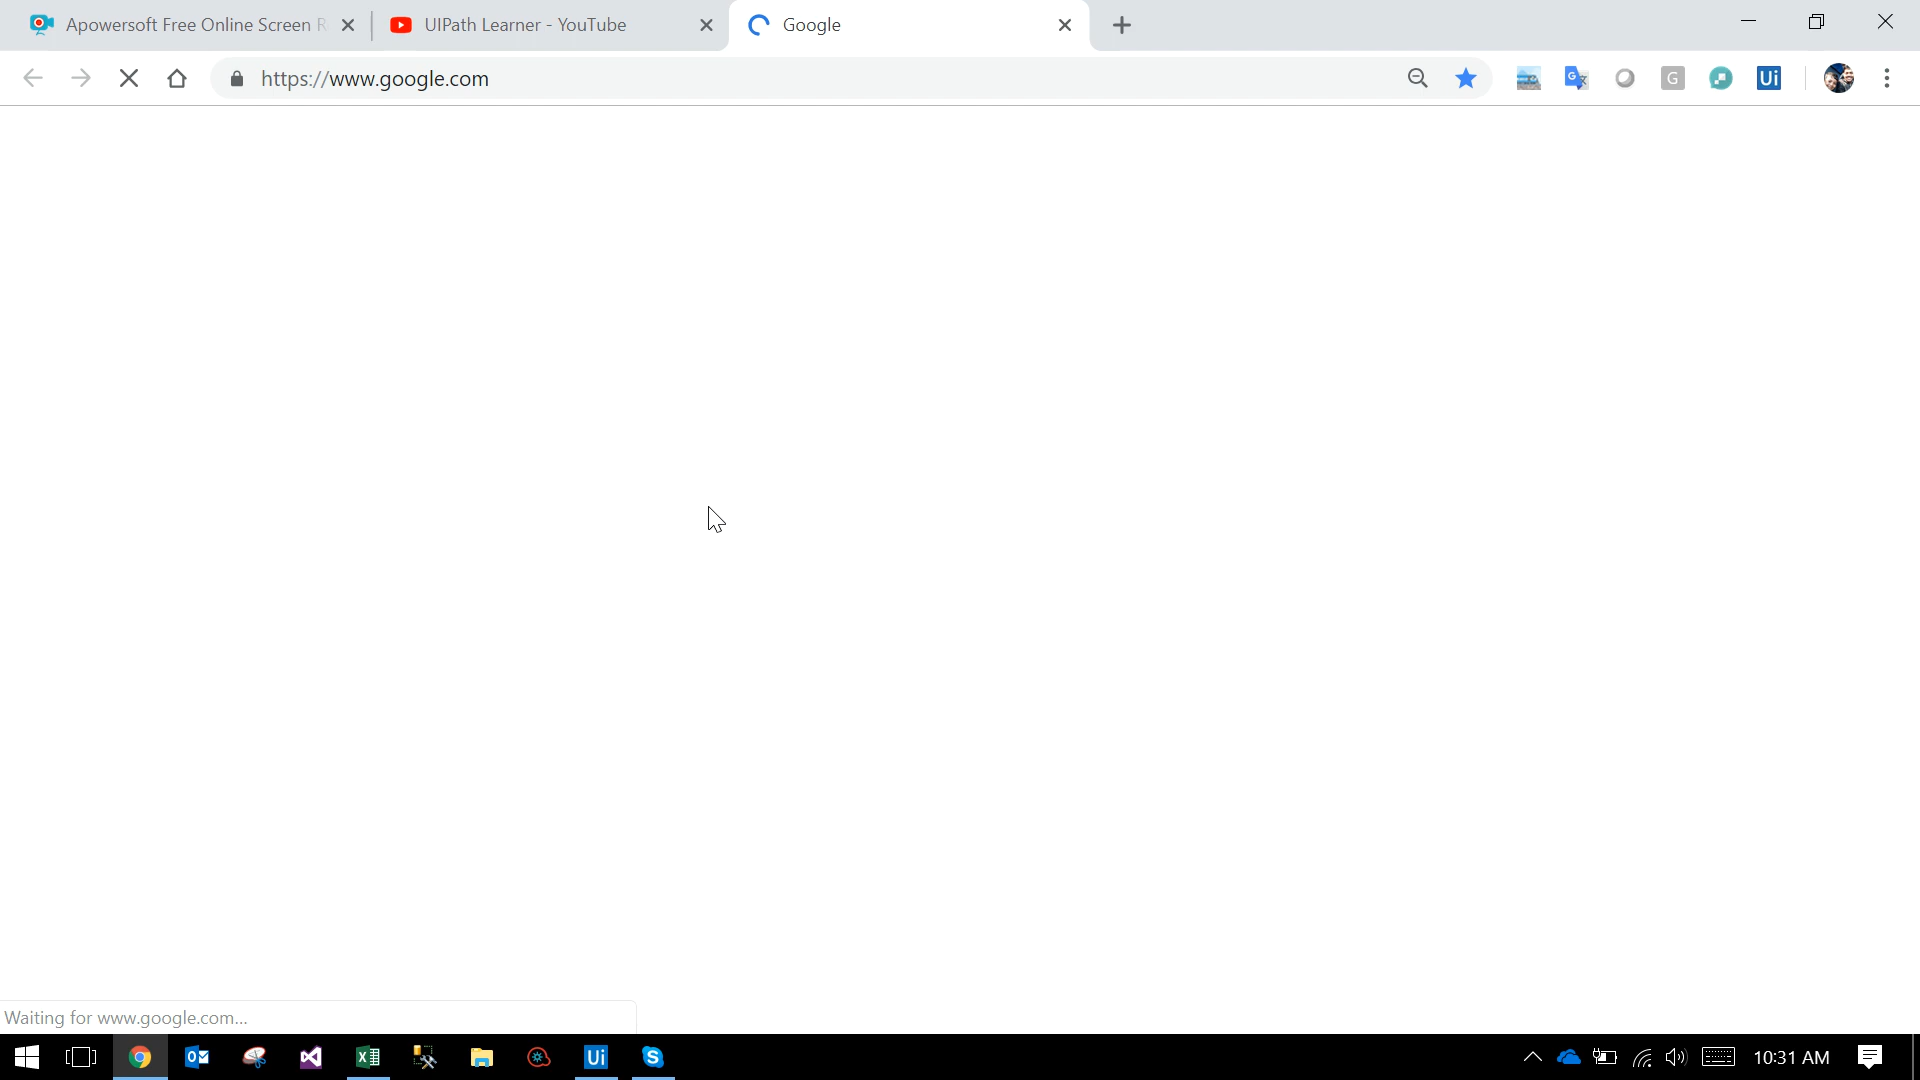 Apowersoft Free Online Screen R
UIPath Learner - YouTube
Google
https://www.google.com
G
Ui
Waiting for www.google.com...
Ui
10:31 AM